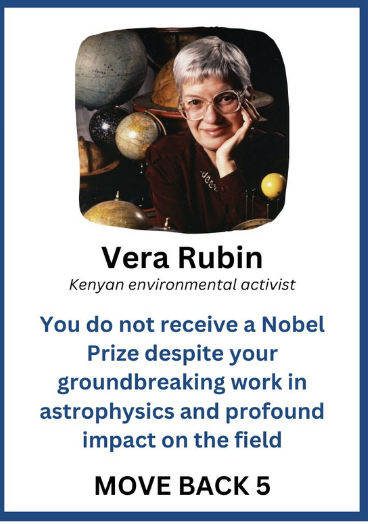 Vera Rubin
Kenyan environmental activist
You do not receive a Nobel
Prize despite your
groundbreaking work in
astrophysics and profound
impact on the field
MOVE BACK 5